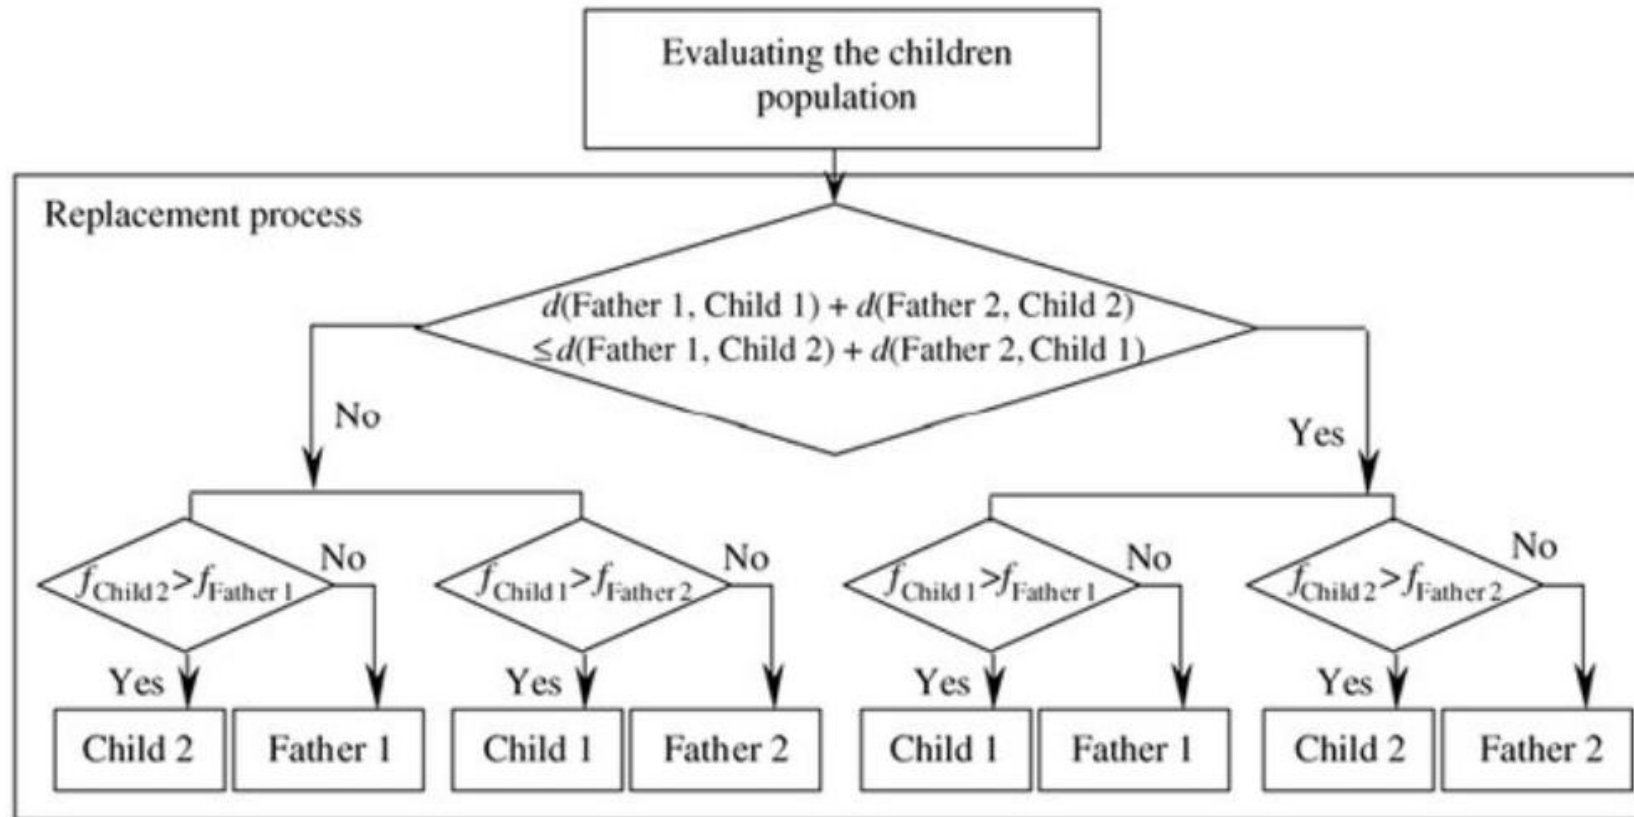 Evaluating the children
population
Replacement process
d(Father 1, Child 1) + d(Father 2, Child 2)
≤d(Father 1, Child 2) + d(Father 2, Child 1)
No
Yes
fChild 2>fFather 1
No
fChild 1>fFather 2
No
fChild 1>fFather 1
No
fChild 2>fFather 2
No
Yes
Yes
Yes
Yes
Child 2
Father 1
Child 1
Father 2
Child 1
Father 1
Child 2
Father 2